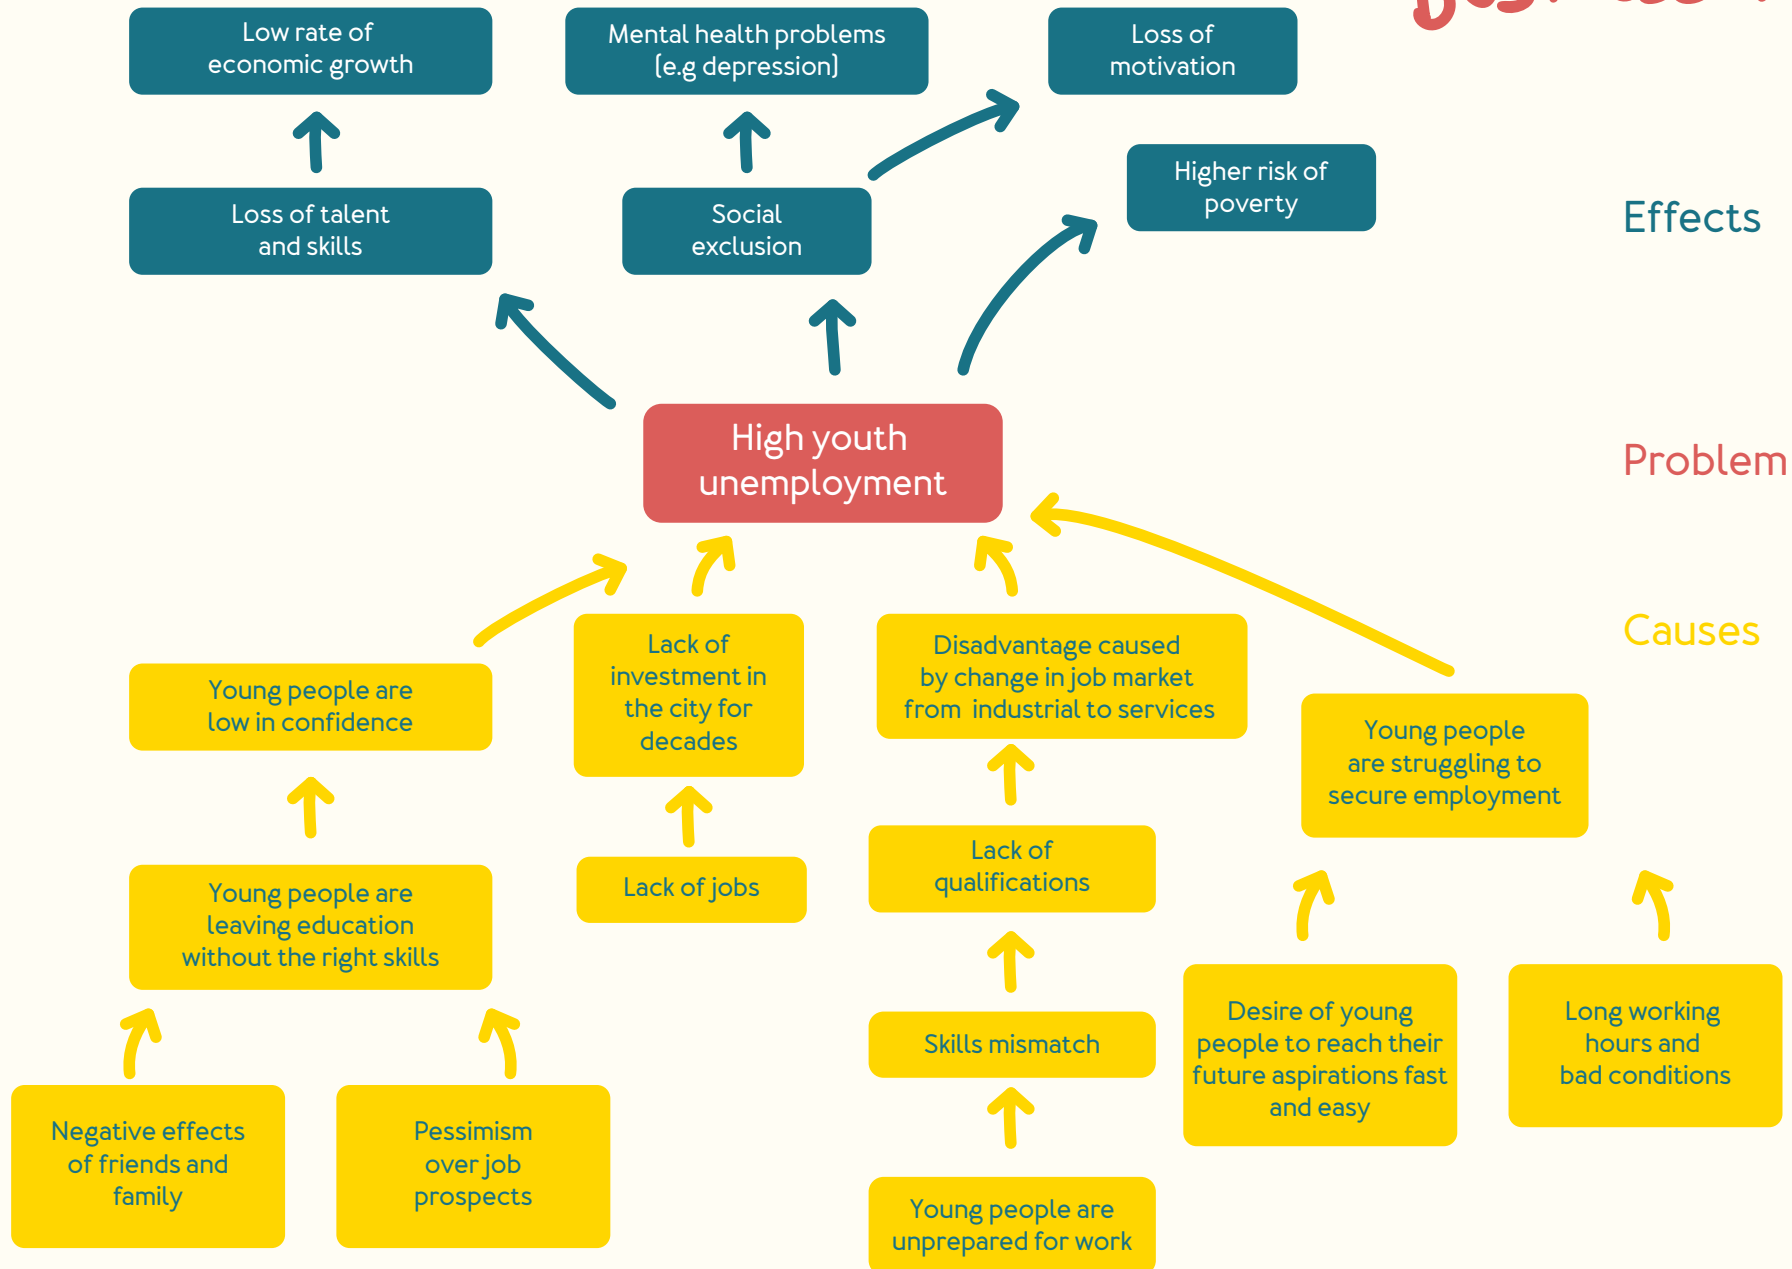 Low rate of
economic growth
Mental health problems
(e.g depression)
Loss of
motivation
Higher risk of
poverty
Loss of talent
and skills
Social
exclusion
Effects
High youth
unemployment
Problem
Causes
Young people are
low in confidence
Lack of
investment in
the city for
decades
Disadvantage caused
by change in job market
from industrial to services
Young people
are struggling to
secure employment
Young people are
leaving education
without the right skills
Lack of jobs
Lack of
qualifications
Skills mismatch
Desire of young
people to reach their
future aspirations fast
and easy
Long working
hours and
bad conditions
Negative effects
of friends and
family
Pessimism
over job
prospects
Young people are
unprepared for work